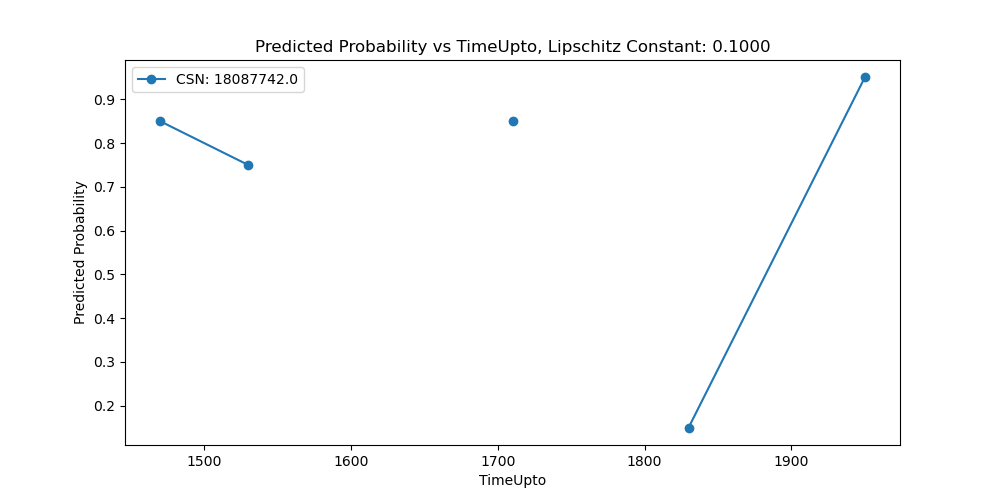 Predicted Probability vs TimeUpto, Lipschitz Constant: 0.1000
CSN: 18087742.0
Predicted Probability
0.9
0.8
0.7
0.6
0.5
0.4
0.3
0.2
1500 1600 1700 1800 1900
TimeUpto